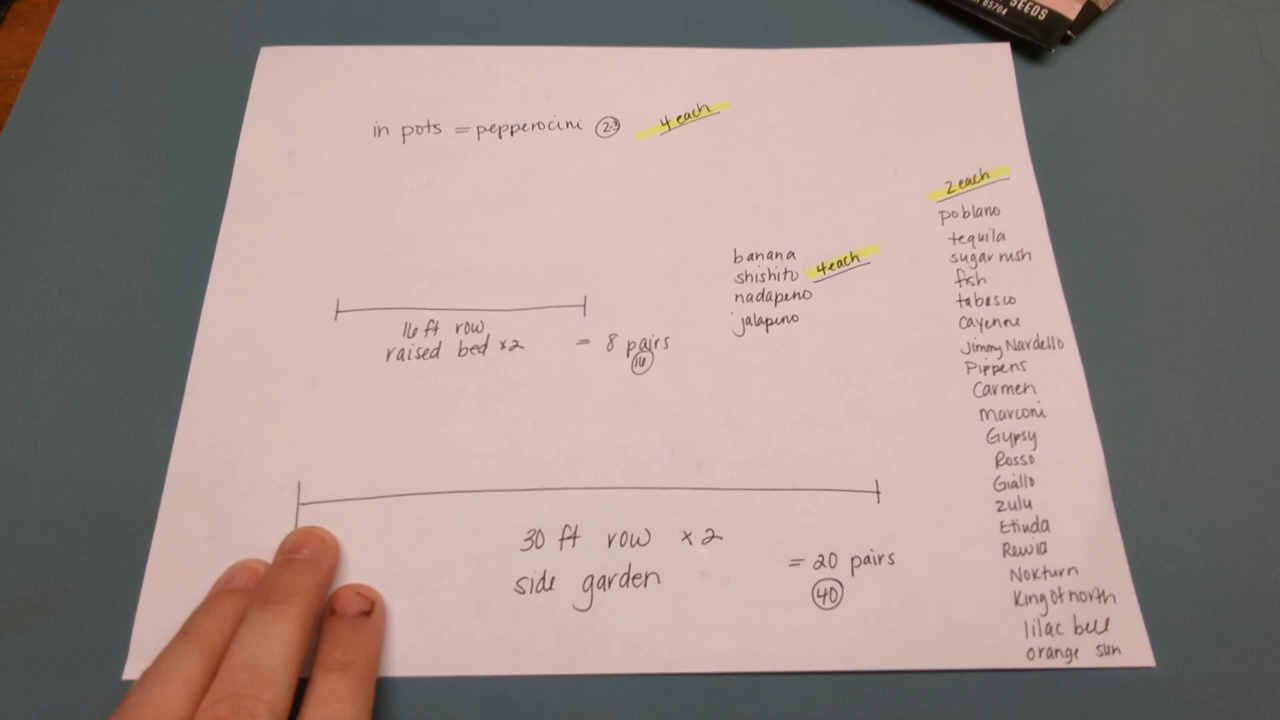 SEEDS
85794
in pots = pepperocini 23 4 each
2 each
poblano
tequila
sugar rush
fish
tabasco
Cayenne
Jimmy Nardello
Pippens
Carmen
Marconi
Gypsy
Rosso
Giallo
zulu
Etiuda
Rewia
Nokturn
King of north
lilac bell
orange sun
banana
shishito 4 each
nadapeno
jalapeno
16 ft row
raised bed x2 = 8 pairs
16
30 ft row x2
side garden = 20 pairs
40